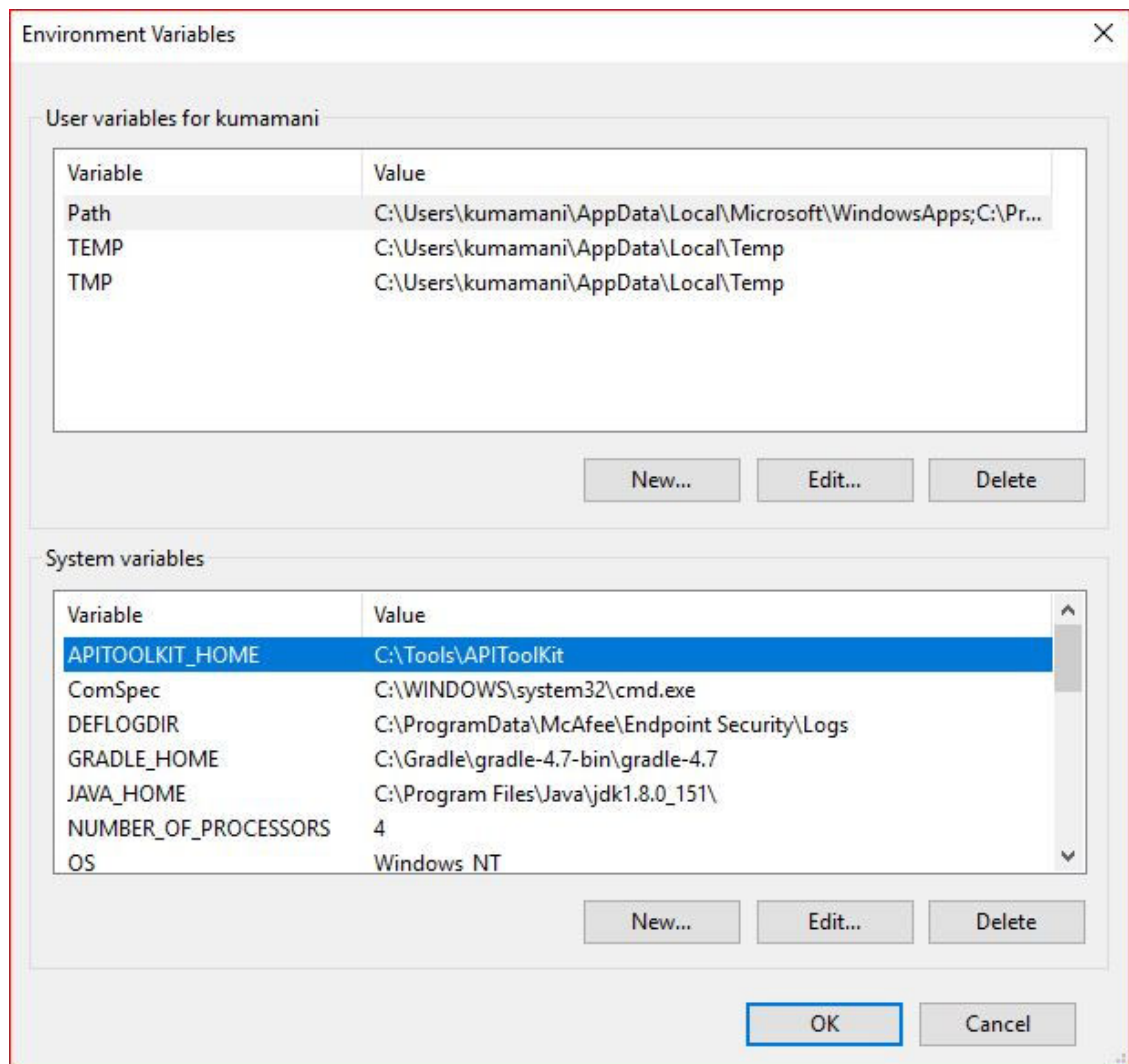 Environment Variables
User variables for kumamani
Variable Value
Path C:\Users\kumamani\AppData\Local\Microsoft\WindowsApps;C:\Pr...
TEMP C:\Users\kumamani\AppData\Local\Temp
TMP C:\Users\kumamani\AppData\Local\Temp
New... Edit... Delete
System variables
Variable Value
APITOOLKIT_HOME C:\Tools\APIToolKit
ComSpec C:\WINDOWS\system32\cmd.exe
DEFLOGDIR C:\ProgramData\McAfee\Endpoint Security\Logs
GRADLE_HOME C:\Gradle\gradle-4.7-bin\gradle-4.7
JAVA_HOME C:\Program Files\Java\jdk1.8.0_151\
NUMBER_OF_PROCESSORS 4
OS Windows_NT
New... Edit... Delete
OK Cancel